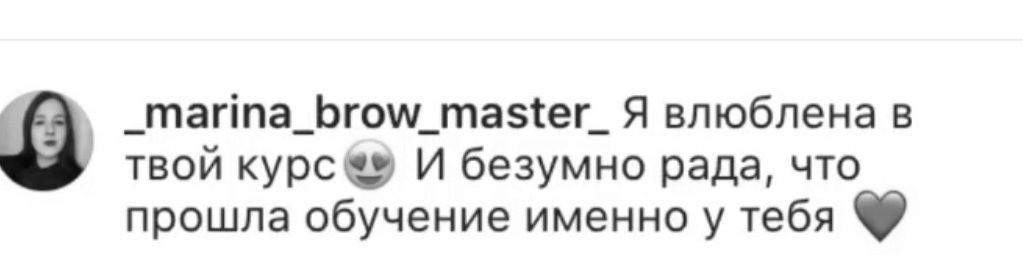 _marina_brow_master_ Я влюблена в
твой курс😍 И безумно рада, что
прошла обучение именно у тебя 🖤